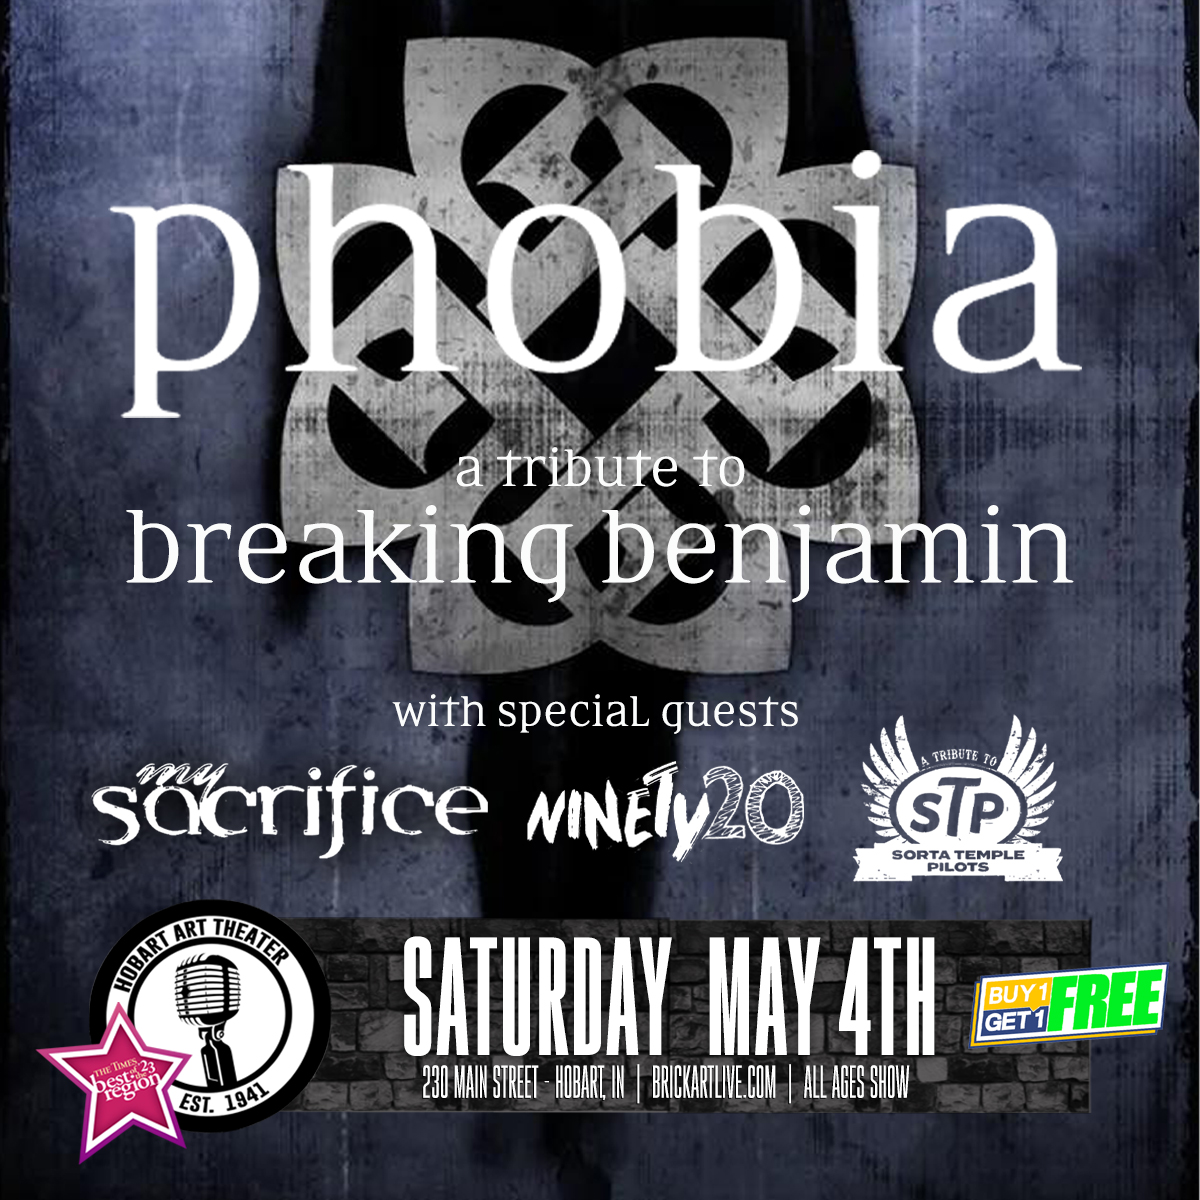 phobia
a tribute to
breaking benjamin
with special guests
my
sacrifice
NINETY20
A TRIBUTE TO
STP
SORTA TEMPLE
PILOTS
HOBART ART THEATER
EST. 1941
THE TIMES
best of the '23
region
SATURDAY MAY 4TH
230 MAIN STREET - HOBART, IN | BRICKARTLIVE.COM | ALL AGES SHOW
BUY 1
GET 1
FREE